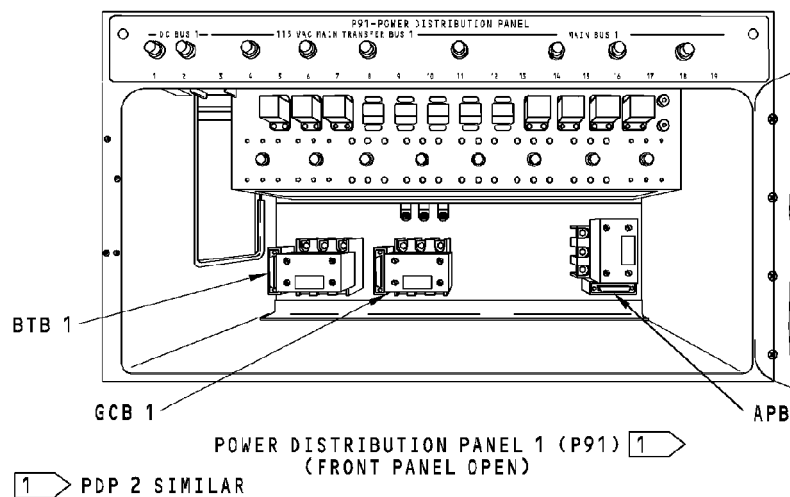 P91-POWER DISTRIBUTION PANEL
DC BUS 1 115 VAC MAIN TRANSFER BUS 1 MAIN BUS 1
1 2 3 4 5 6 7 8 9 10 11 12 13 14 15 16 17 18 19
BTB 1
GCB 1
APB
POWER DISTRIBUTION PANEL 1 (P91) 1
(FRONT PANEL OPEN)
1 PDP 2 SIMILAR